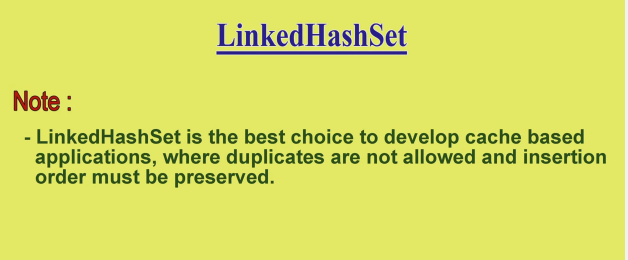 LinkedHashSet
Note :
- LinkedHashSet is the best choice to develop cache based
applications, where duplicates are not allowed and insertion
order must be preserved.